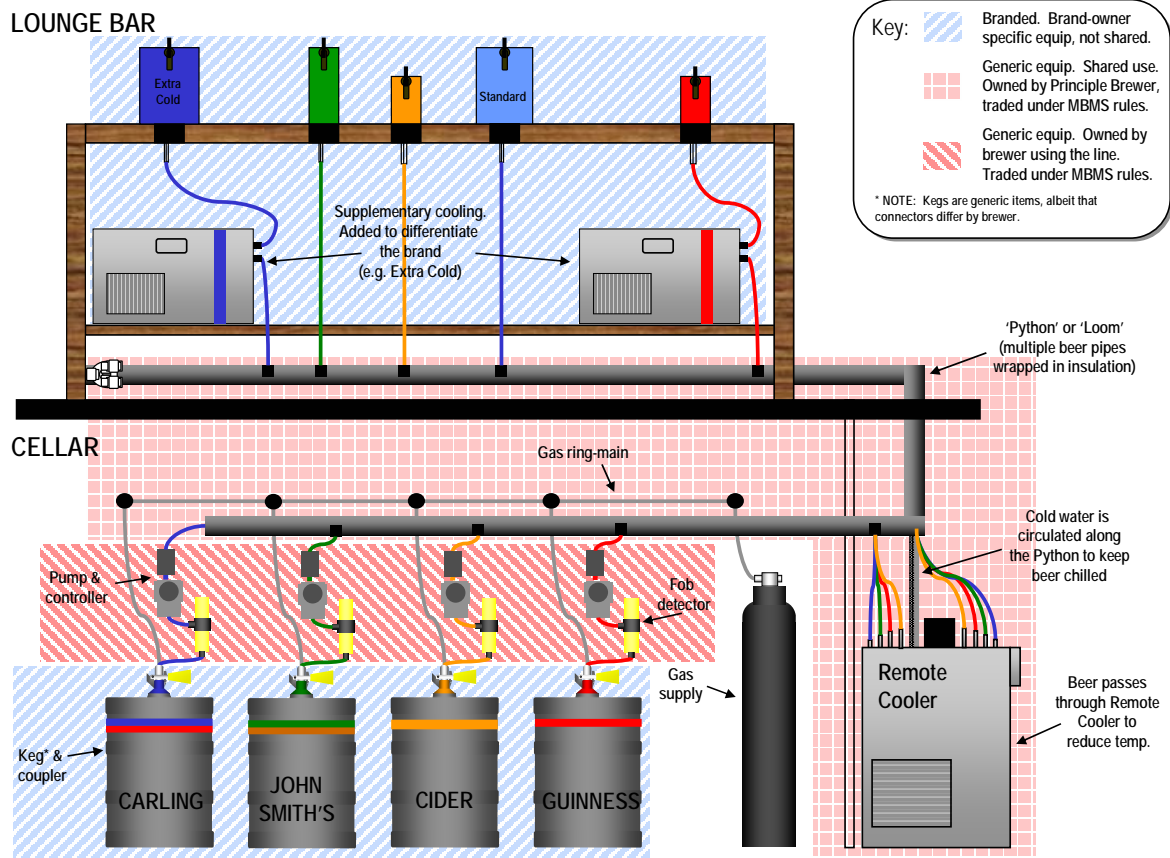 LOUNGE BAR
Key:
Branded. Brand-owner
specific equip, not shared.
Generic equip. Shared use.
Owned by Principle Brewer,
traded under MBMS rules.
Generic equip. Owned by
brewer using the line.
Traded under MBMS rules.
* NOTE: Kegs are generic items, albeit that
connectors differ by brewer.
Extra
Cold
Standard
Supplementary cooling.
Added to differentiate
the brand
(e.g. Extra Cold)
'Python' or 'Loom'
(multiple beer pipes
wrapped in insulation)
CELLAR
Gas ring-main
Cold water is
circulated along
the Python to keep
beer chilled
Pump &
controller
Fob
detector
Gas
supply
Remote
Cooler
Beer passes
through Remote
Cooler to
reduce temp.
Keg* &
coupler
CARLING
JOHN
SMITH'S
CIDER
GUINNESS